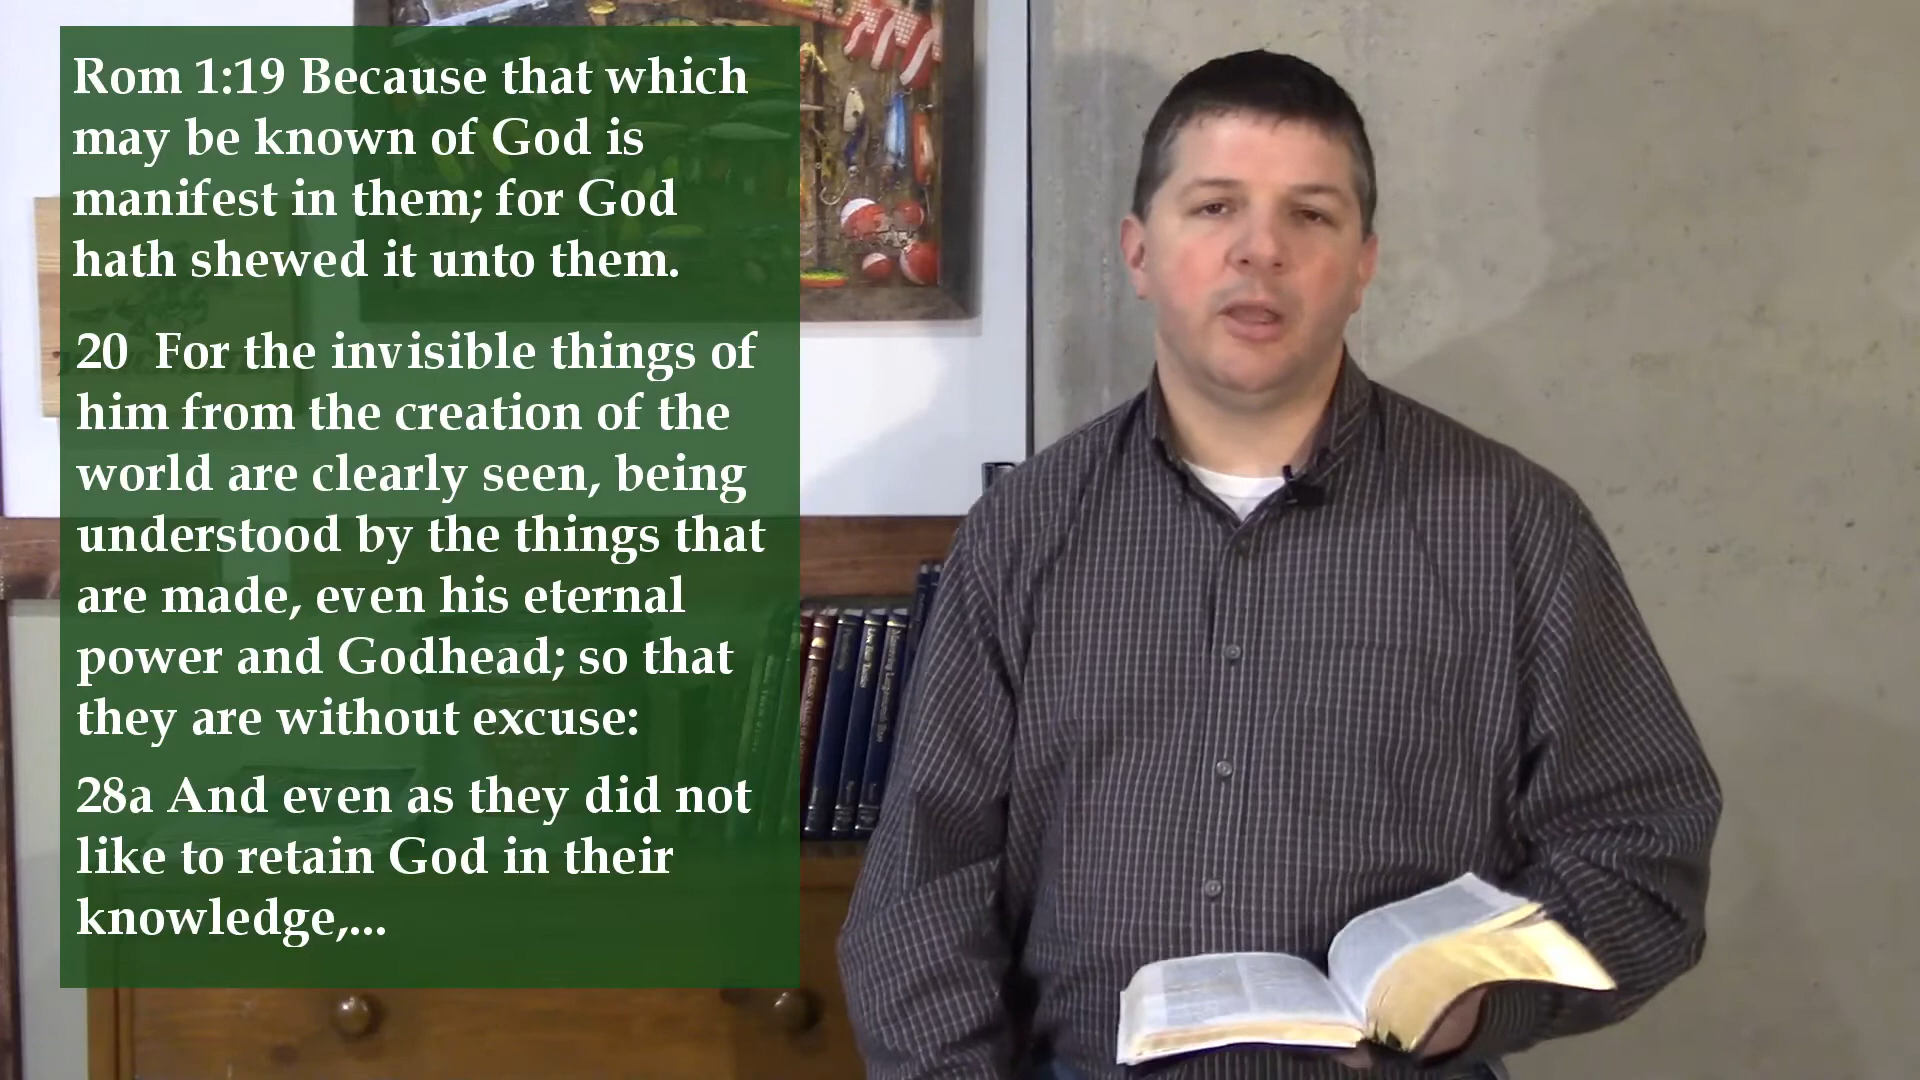 Rom 1:19 Because that which
may be known of God is
manifest in them; for God
hath shewed it unto them.
20 For the invisible things of
him from the creation of the
world are clearly seen, being
understood by the things that
are made, even his eternal
power and Godhead; so that
they are without excuse:
28a And even as they did not
like to retain God in their
knowledge,...